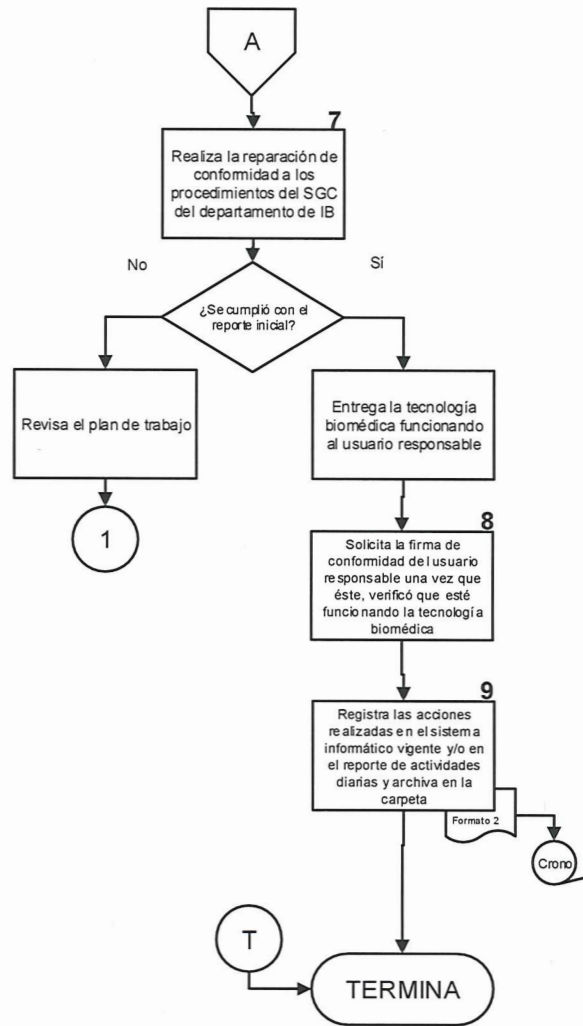 A
7
Realiza la reparación de
conformidad a los
procedimientos del SGC
del departamento de IB
No
Sí
¿Se cumplió con el
reporte inicial?
Revisa el plan de trabajo
Entrega la tecnología
biomédica funcionando
al usuario responsable
1
8
Solicita la firma de
conformidad del usuario
responsable una vez que
éste, verificó que esté
funcionando la tecnología
biomédica
9
Registra las acciones
realizadas en el sistema
informático vigente y/o en
el reporte de actividades
diarias y archiva en la
carpeta
Formato 2
Crono
T
TERMINA